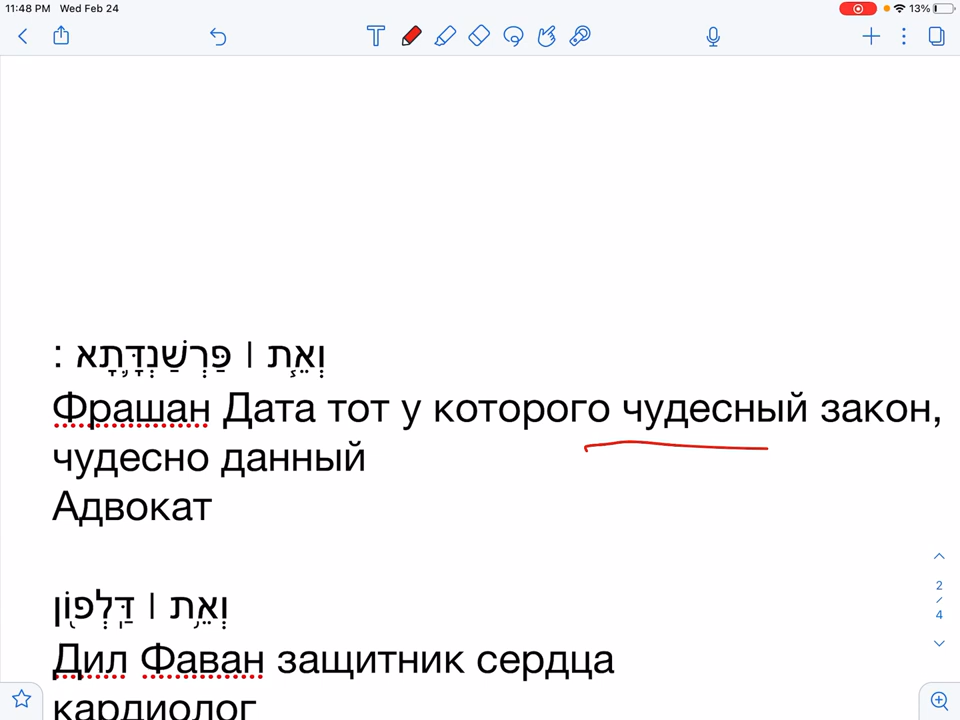 11:48 PM Wed Feb 24 13%
T
וְאֵ֧ת ׀ פַּרְשַׁנְדָּ֛תָא :
Фрашан Дата тот у которого чудесный закон,
чудесно данный
Адвокат
וְאֵ֥ת ׀ דַּֽלְפ֖וֹן
Дил Фаван защитник сердца
кардиолог
2
/
4